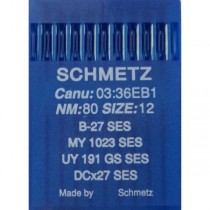 SCHMETZ
Canu: 03:36EB1
NM:80 SIZE:12
B-27 SES
MY 1023 SES
UY 191 GS SES
DCx27 SES
Made by Schmetz